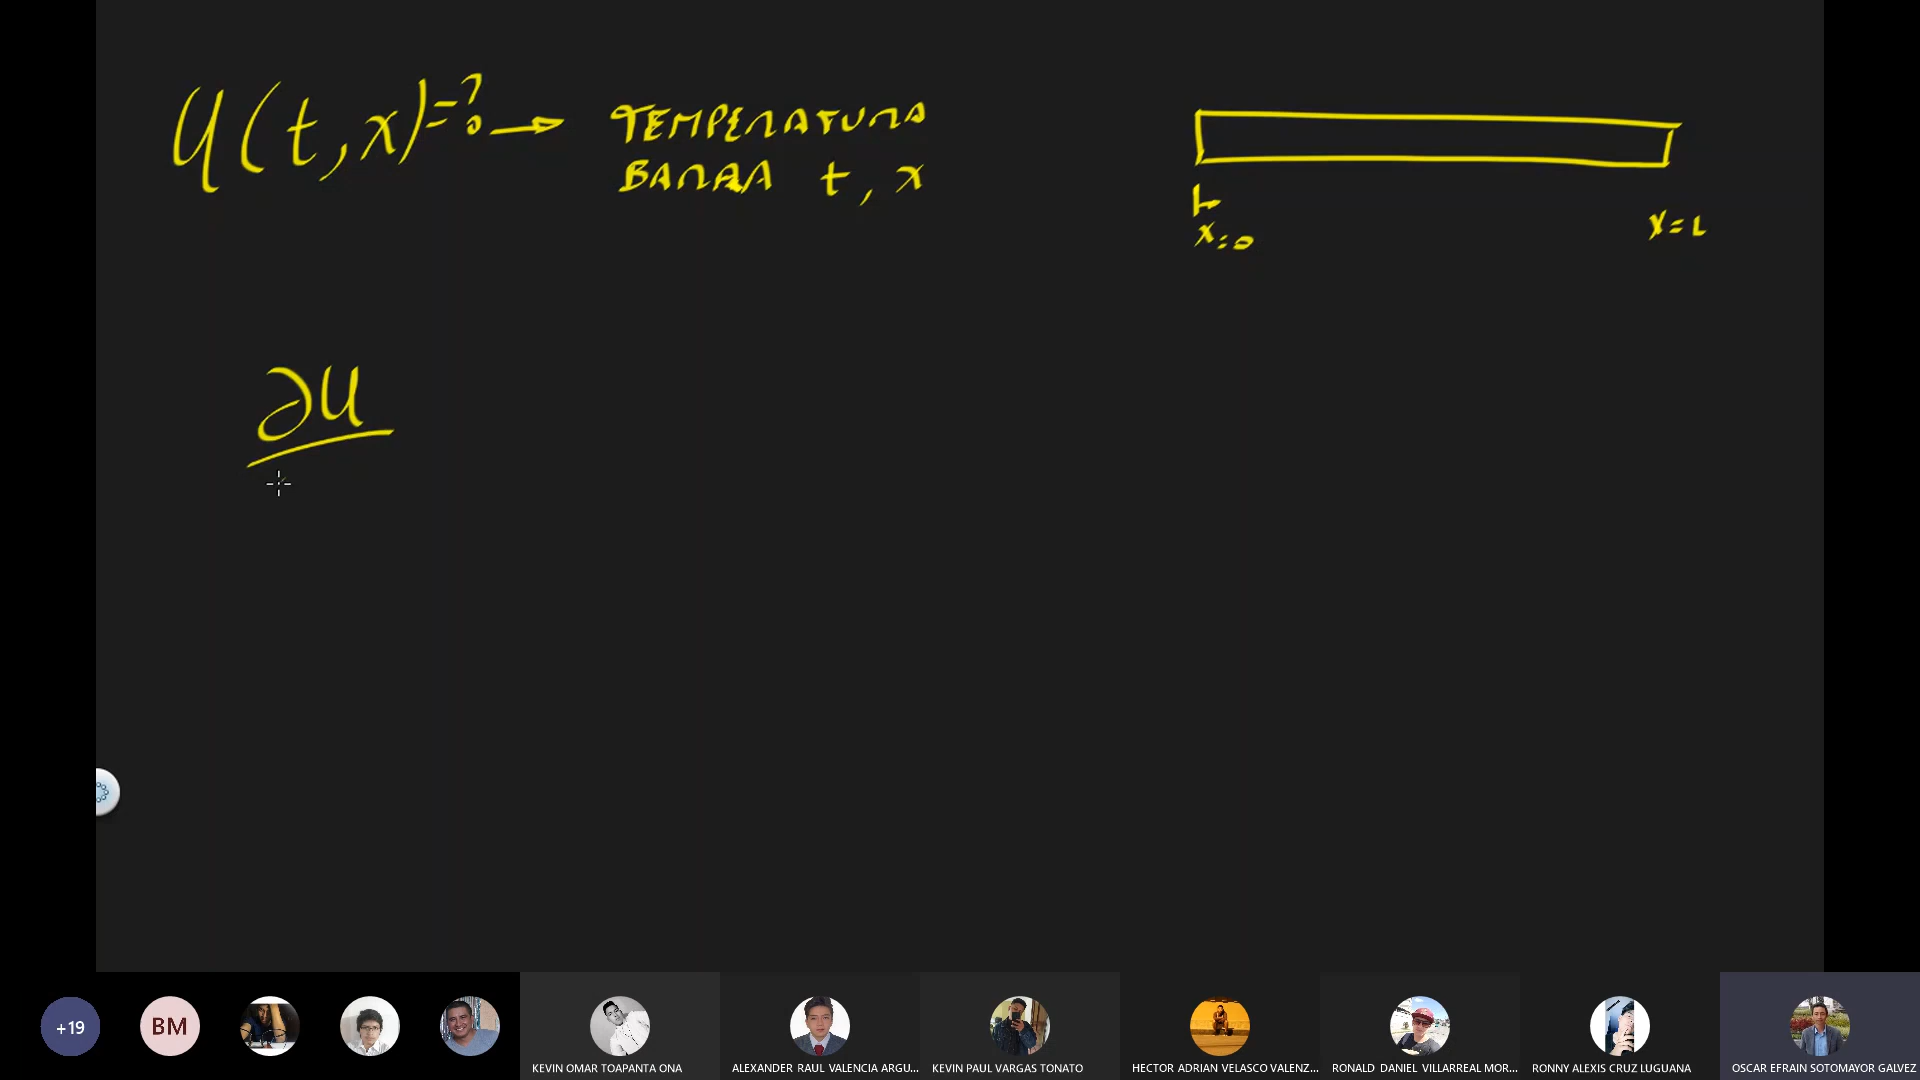 U(t,x)=? → TEMPERATURA
BARRA t, x
x=0
x=L
∂U
+19
BM
KEVIN OMAR TOAPANTA ONA
ALEXANDER RAUL VALENCIA ARGU...
KEVIN PAUL VARGAS TONATO
HECTOR ADRIAN VELASCO VALENZ...
RONALD DANIEL VILLARREAL MOR...
RONNY ALEXIS CRUZ LUGUANA
OSCAR EFRAIN SOTOMAYOR GALVEZ